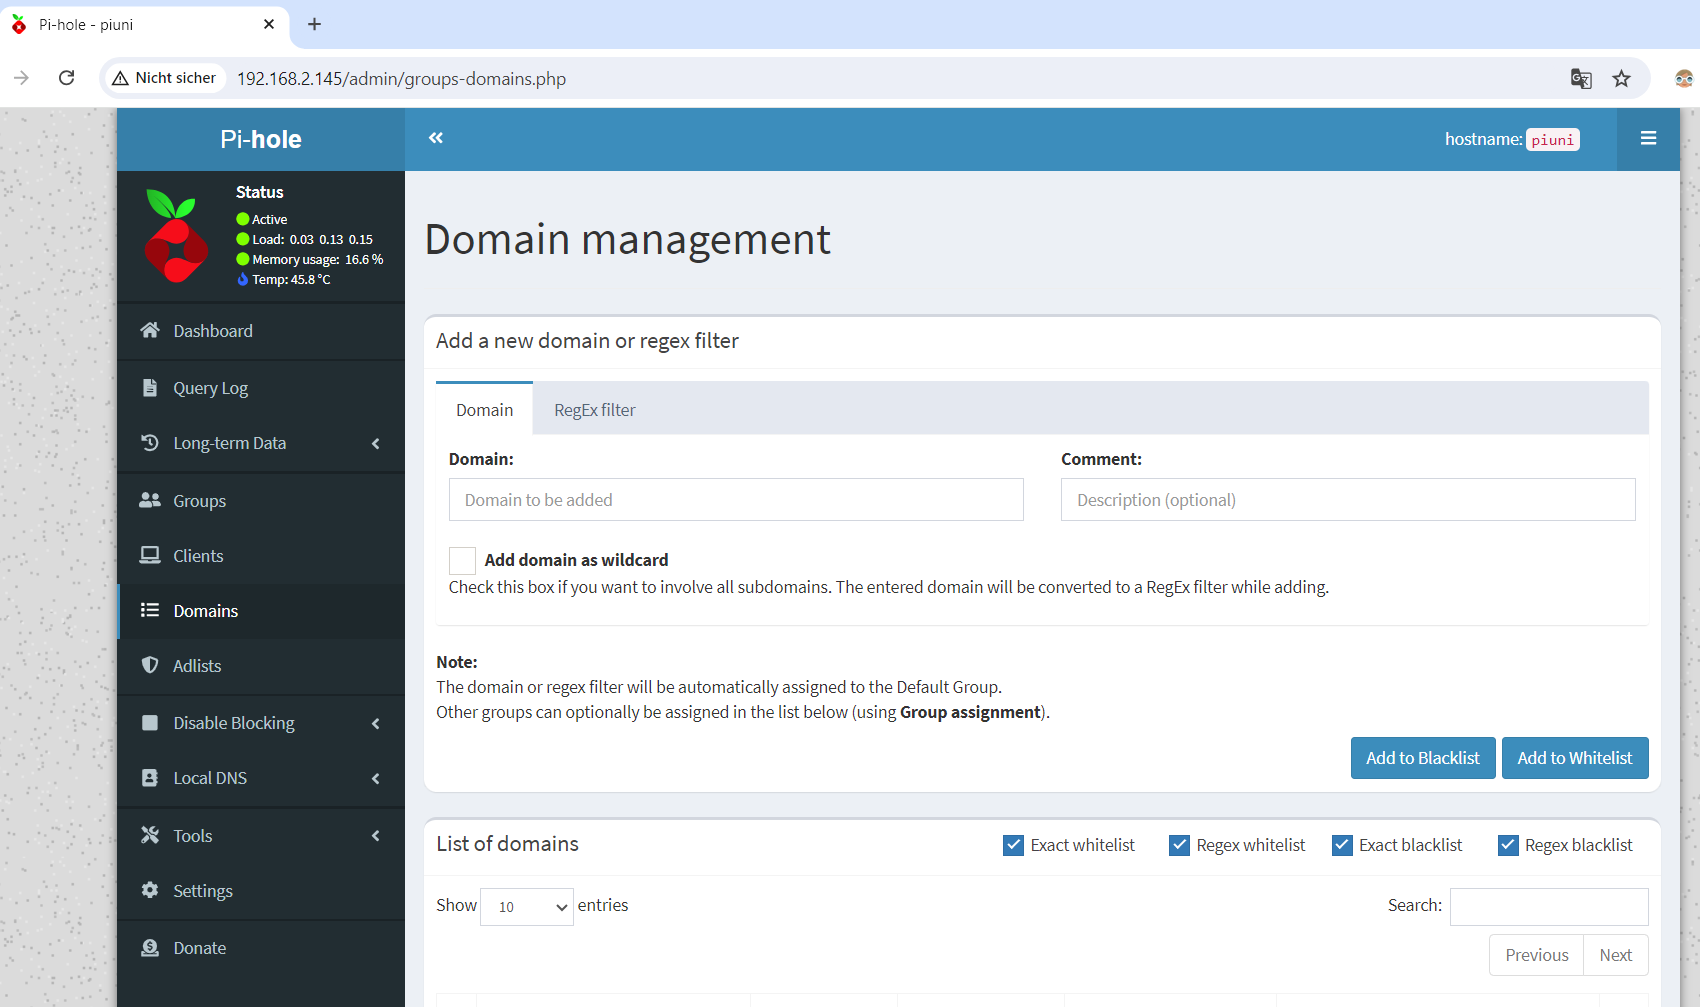 Pi-hole - piuni
Nicht sicher 192.168.2.145/admin/groups-domains.php
Pi-hole
hostname: piuni
Status
Active
Load: 0.03 0.13 0.15
Memory usage: 16.6 %
Temp: 45.8 °C
Dashboard
Query Log
Long-term Data
Groups
Clients
Domains
Adlists
Disable Blocking
Local DNS
Tools
Settings
Donate
Domain management
Add a new domain or regex filter
Domain RegEx filter
Domain: Comment:
Domain to be added Description (optional)
Add domain as wildcard
Check this box if you want to involve all subdomains. The entered domain will be converted to a RegEx filter while adding.
Note:
The domain or regex filter will be automatically assigned to the Default Group.
Other groups can optionally be assigned in the list below (using Group assignment).
Add to Blacklist Add to Whitelist
List of domains Exact whitelist Regex whitelist Exact blacklist Regex blacklist
Show 10 entries Search:
Previous Next